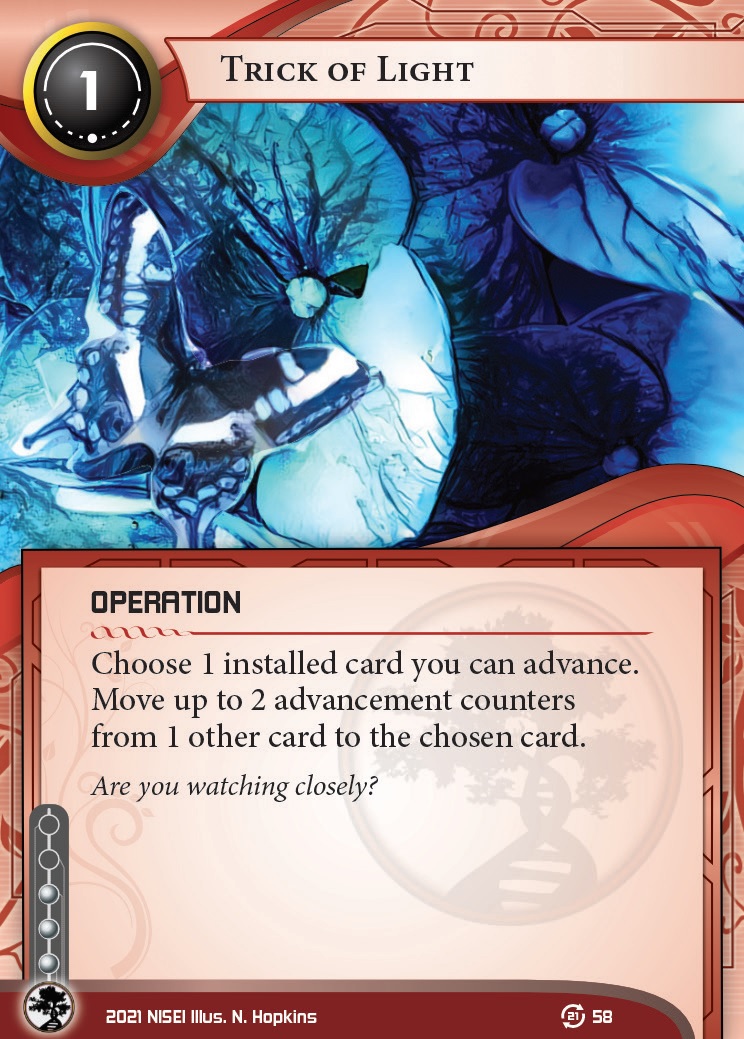 1
Trick of Light
OPERATION
Choose 1 installed card you can advance.
Move up to 2 advancement counters
from 1 other card to the chosen card.
Are you watching closely?
2021 NISEI Illus. N. Hopkins
21 58